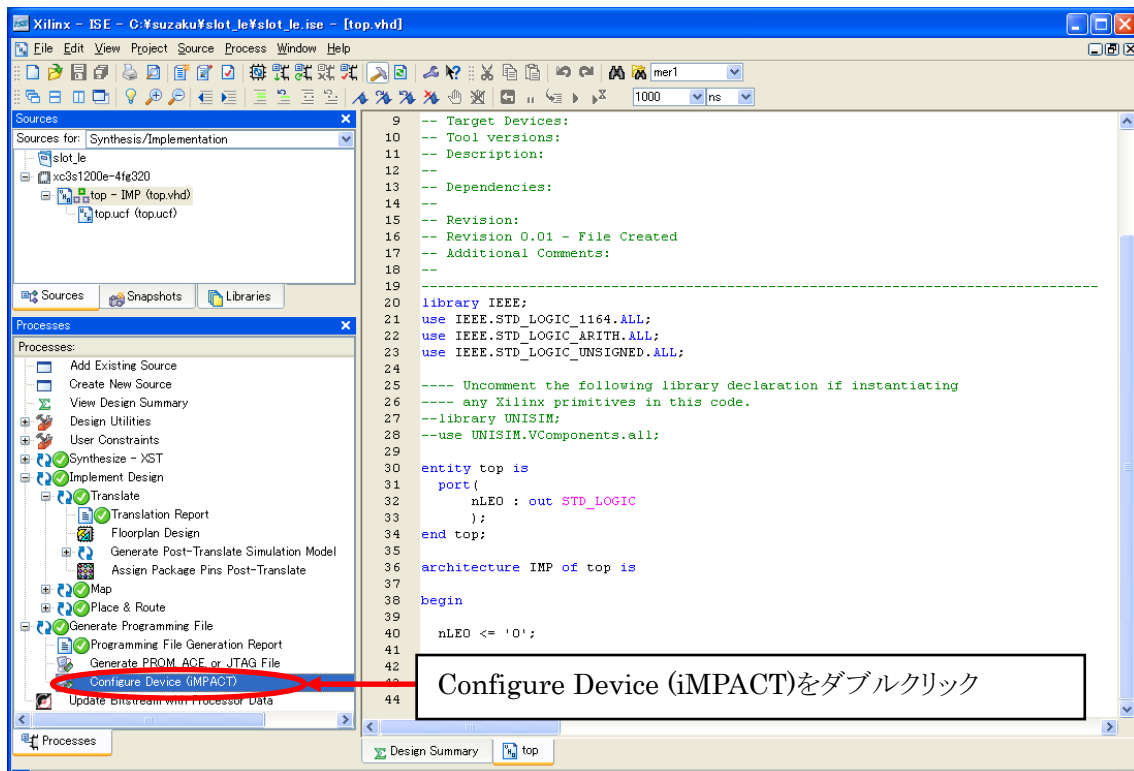 Xilinx - ISE - C:¥suzaku¥slot_le¥slot_le.ise - [top.vhd]
File Edit View Project Source Process Window Help
mer1
1000 ns
Sources
Sources for: Synthesis/Implementation
slot_le
xc3s1200e-4fg320
top - IMP (top.vhd)
top.ucf (top.ucf)
Sources Snapshots Libraries
Processes
Processes:
Add Existing Source
Create New Source
View Design Summary
Design Utilities
User Constraints
Synthesize - XST
Implement Design
Translate
Translation Report
Floorplan Design
Generate Post-Translate Simulation Model
Assign Package Pins Post-Translate
Map
Place & Route
Generate Programming File
Programming File Generation Report
Generate PROM, ACE, or JTAG File
Configure Device (iMPACT)
Update Bitstream with Processor Data
Processes
9 -- Target Devices:
10 -- Tool versions:
11 -- Description:
12 --
13 -- Dependencies:
14 --
15 -- Revision:
16 -- Revision 0.01 - File Created
17 -- Additional Comments:
18 --
19 ----------------------------------------------------------------------------------
20 library IEEE;
21 use IEEE.STD_LOGIC_1164.ALL;
22 use IEEE.STD_LOGIC_ARITH.ALL;
23 use IEEE.STD_LOGIC_UNSIGNED.ALL;
24
25 ---- Uncomment the following library declaration if instantiating
26 ---- any Xilinx primitives in this code.
27 --library UNISIM;
28 --use UNISIM.VComponents.all;
29
30 entity top is
31 port(
32 nLE0 : out STD_LOGIC
33 );
34 end top;
35
36 architecture IMP of top is
37
38 begin
39
40 nLE0 <= '0';
41
42
44
Configure Device (iMPACT)をダブルクリック
Design Summary top